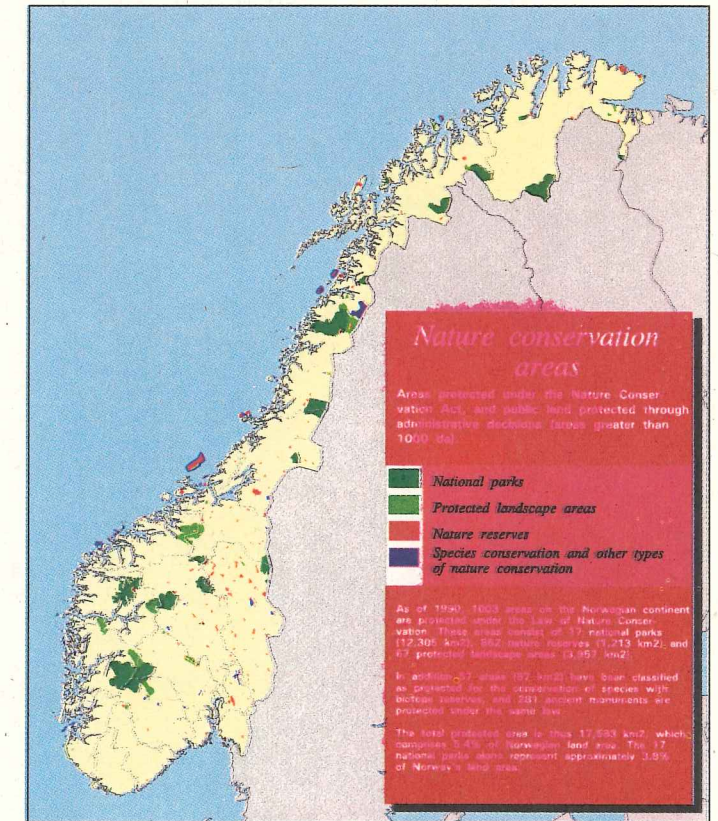 Nature conservation
areas
Areas protected under the Nature Conser-
vation Act, and public land protected through
administrative decisions (areas greater than
1000 da).
National parks
Protected landscape areas
Nature reserves
Species conservation and other types
of nature conservation
As of 1990, 1003 areas on the Norwegian continent
are protected under the Law of Nature Conser-
vation. These areas consist of 17 national parks
(12,305 km2), 862 nature reserves (1,213 km2) and
67 protected landscape areas (3,957 km2).
In addition 57 areas km2) have been classified
as protected for the conservation of species with
biotope reserves, and 281 ancient monuments are
protected under the same law.
The total protected area is thus 17,583 km2, which
comprises 5.4% of Norwegian land area. The 17
national parks alone represent approximately 3.8%
of Norway's land area.